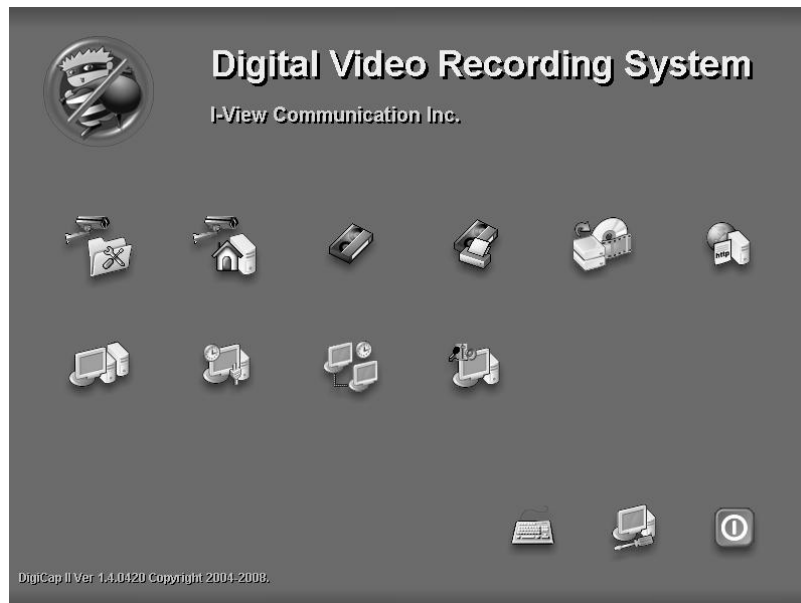 Digital Video Recording System
I-View Communication Inc.
http
DigiCap II Ver 1.4.0420 Copyright 2004-2008.